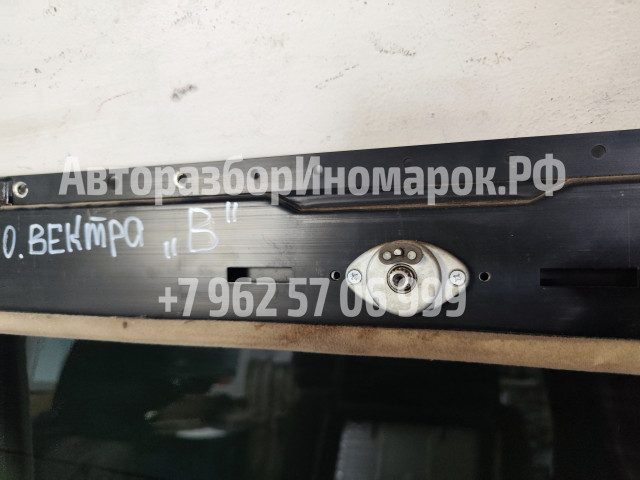 АвторазборИномарок.РФ
О.ВЕКТРА „В"
+7 962 57 06 999